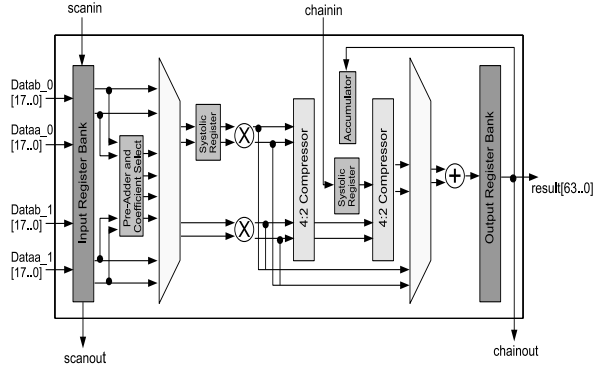 scanin
chainin
Datab_0
[17..0]
Dataa_0
[17..0]
Datab_1
[17..0]
Dataa_1
[17..0]
Input Register Bank
Pre-Adder and
Coefficient Select
Systolic
Register
X
X
4:2 Compressor
Accumulator
Systolic
Register
4:2 Compressor
+
Output Register Bank
result[63..0]
scanout
chainout